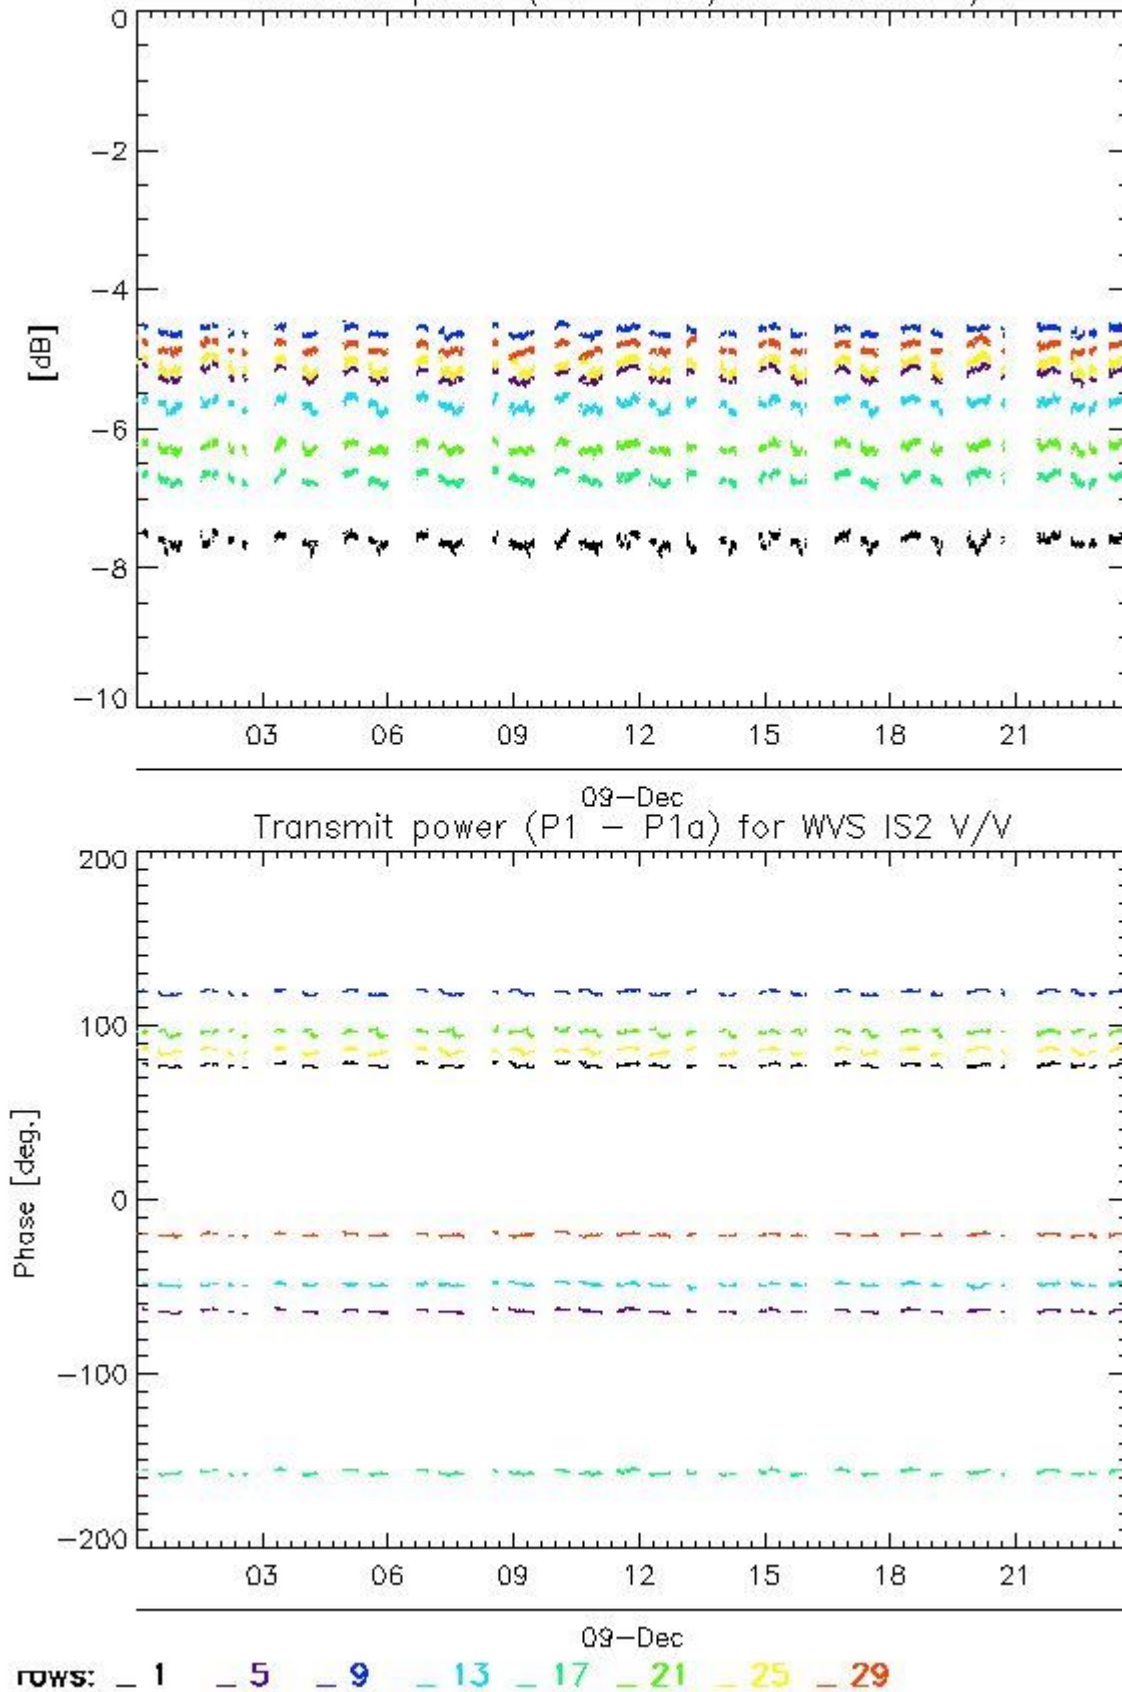 0
-2
-4
-6
-8
-10
[dB]
03 06 09 12 15 18 21
09-Dec
Transmit power (P1 - P1a) for WVS IS2 V/V
200
100
0
-100
-200
Phase [deg.]
03 06 09 12 15 18 21
09-Dec
rows: _ 1 _ 5 _ 9 _ 13 _ 17 _ 21 _ 25 _ 29